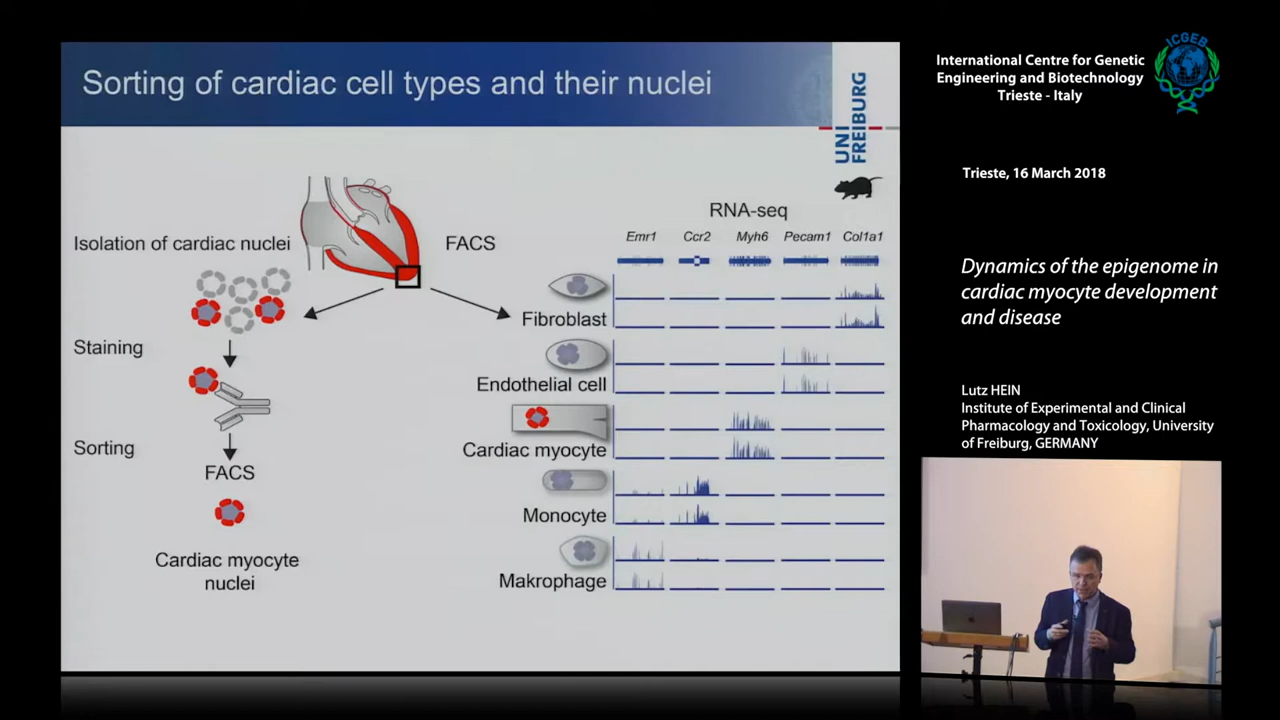 Sorting of cardiac cell types and their nuclei
UNI
FREIBURG
Isolation of cardiac nuclei
Staining
Sorting
FACS
Cardiac myocyte
nuclei
FACS
RNA-seq
Emr1 Ccr2 Myh6 Pecam1 Col1a1
Fibroblast
Endothelial cell
Cardiac myocyte
Monocyte
Makrophage
ICGEB
International Centre for Genetic
Engineering and Biotechnology
Trieste - Italy
Trieste, 16 March 2018
Dynamics of the epigenome in
cardiac myocyte development
and disease
Lutz HEIN
Institute of Experimental and Clinical
Pharmacology and Toxicology, University
of Freiburg, GERMANY